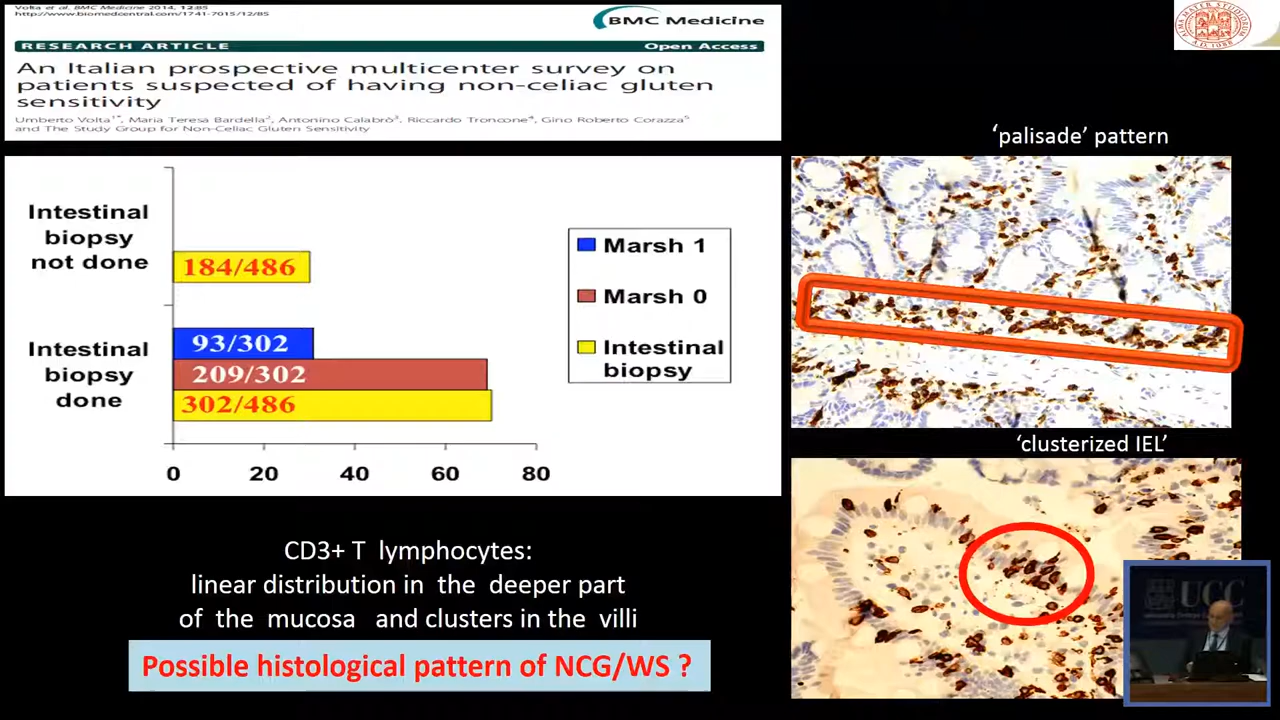 Volta et al. BMC Medicine 2014, 12:85
http://www.biomedcentral.com/1741-7015/12/85
BMC Medicine
RESEARCH ARTICLE
Open Access
An Italian prospective multicenter survey on
patients suspected of having non-celiac gluten
sensitivity
Umberto Volta1*, Maria Teresa Bardella2, Antonino Calabrò3, Riccardo Troncone4, Gino Roberto Corazza5
and The Study Group for Non-Celiac Gluten Sensitivity
Intestinal
biopsy
not done
184/486
Intestinal
biopsy
done
93/302
209/302
302/486
0 20 40 60 80
Marsh 1
Marsh 0
Intestinal
biopsy
‘palisade’ pattern
‘clusterized IEL’
CD3+ T lymphocytes:
linear distribution in the deeper part
of the mucosa and clusters in the villi
Possible histological pattern of NCG/WS ?
UCC